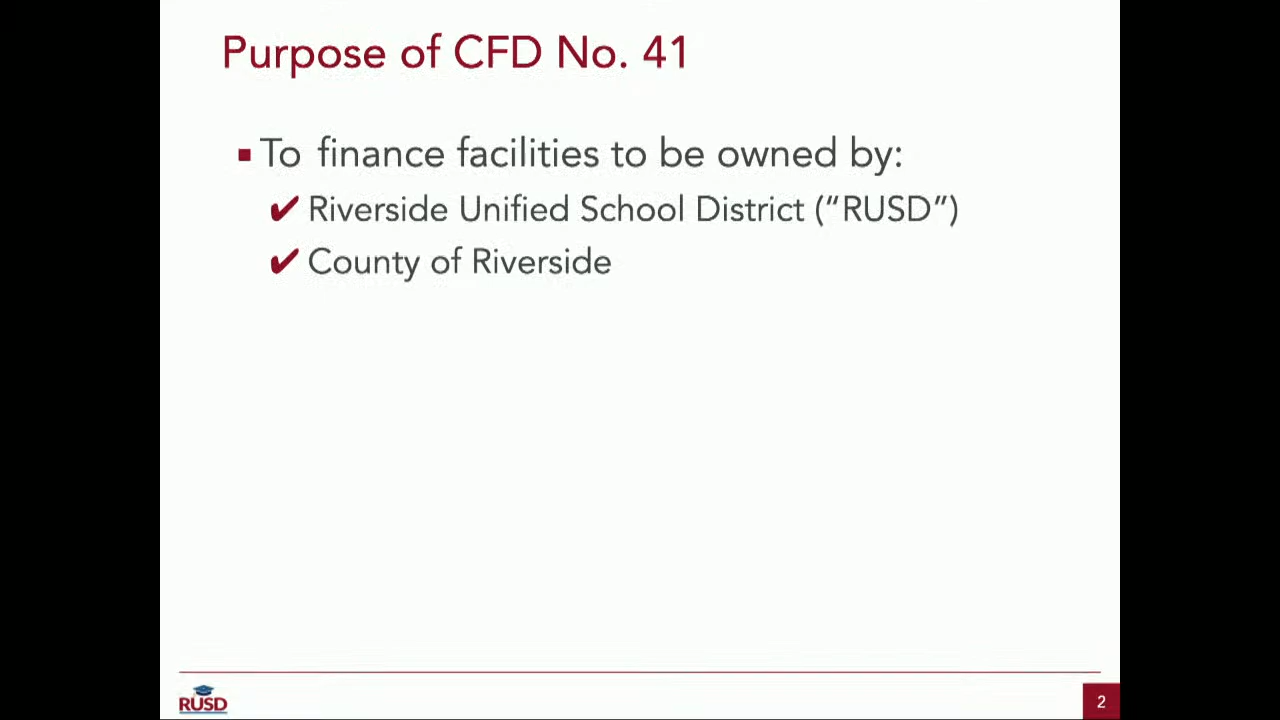 Purpose of CFD No. 41
▪ To finance facilities to be owned by:
✔ Riverside Unified School District (“RUSD”)
✔ County of Riverside
RUSD
2